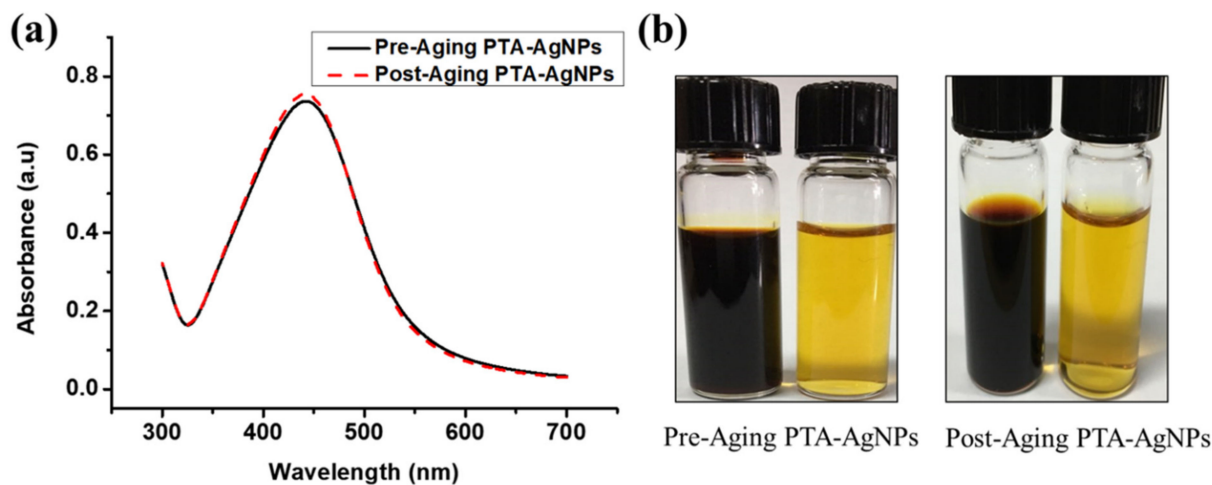 (a)
Pre-Aging PTA-AgNPs
Post-Aging PTA-AgNPs
0.8
0.6
0.4
0.2
0.0
Absorbance (a.u)
300 400 500 600 700
Wavelength (nm)
(b)
Pre-Aging PTA-AgNPs Post-Aging PTA-AgNPs